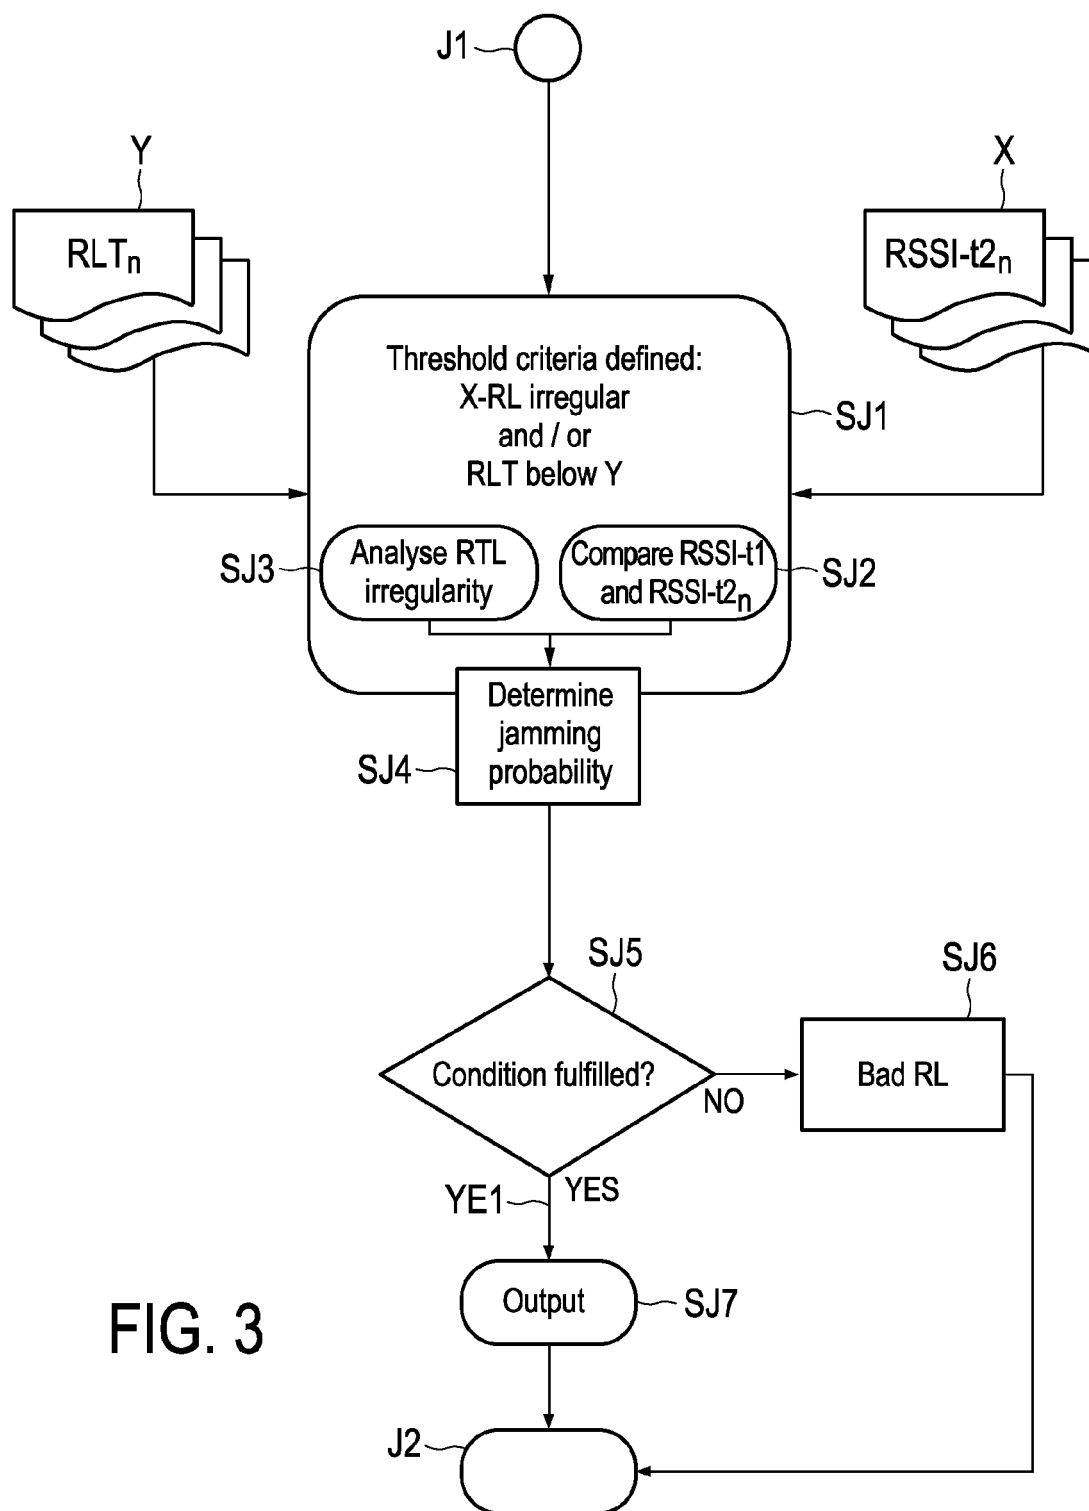 J1
Y
X
RLTn
RSSI-t2n
Threshold criteria defined:
X-RL irregular
and / or
RLT below Y
SJ1
SJ3
Analyse RTL
irregularity
Compare RSSI-t1
and RSSI-t2n
SJ2
Determine
jamming
probability
SJ4
SJ5
SJ6
Condition fulfilled?
NO
Bad RL
YE1
YES
Output
SJ7
FIG. 3
J2